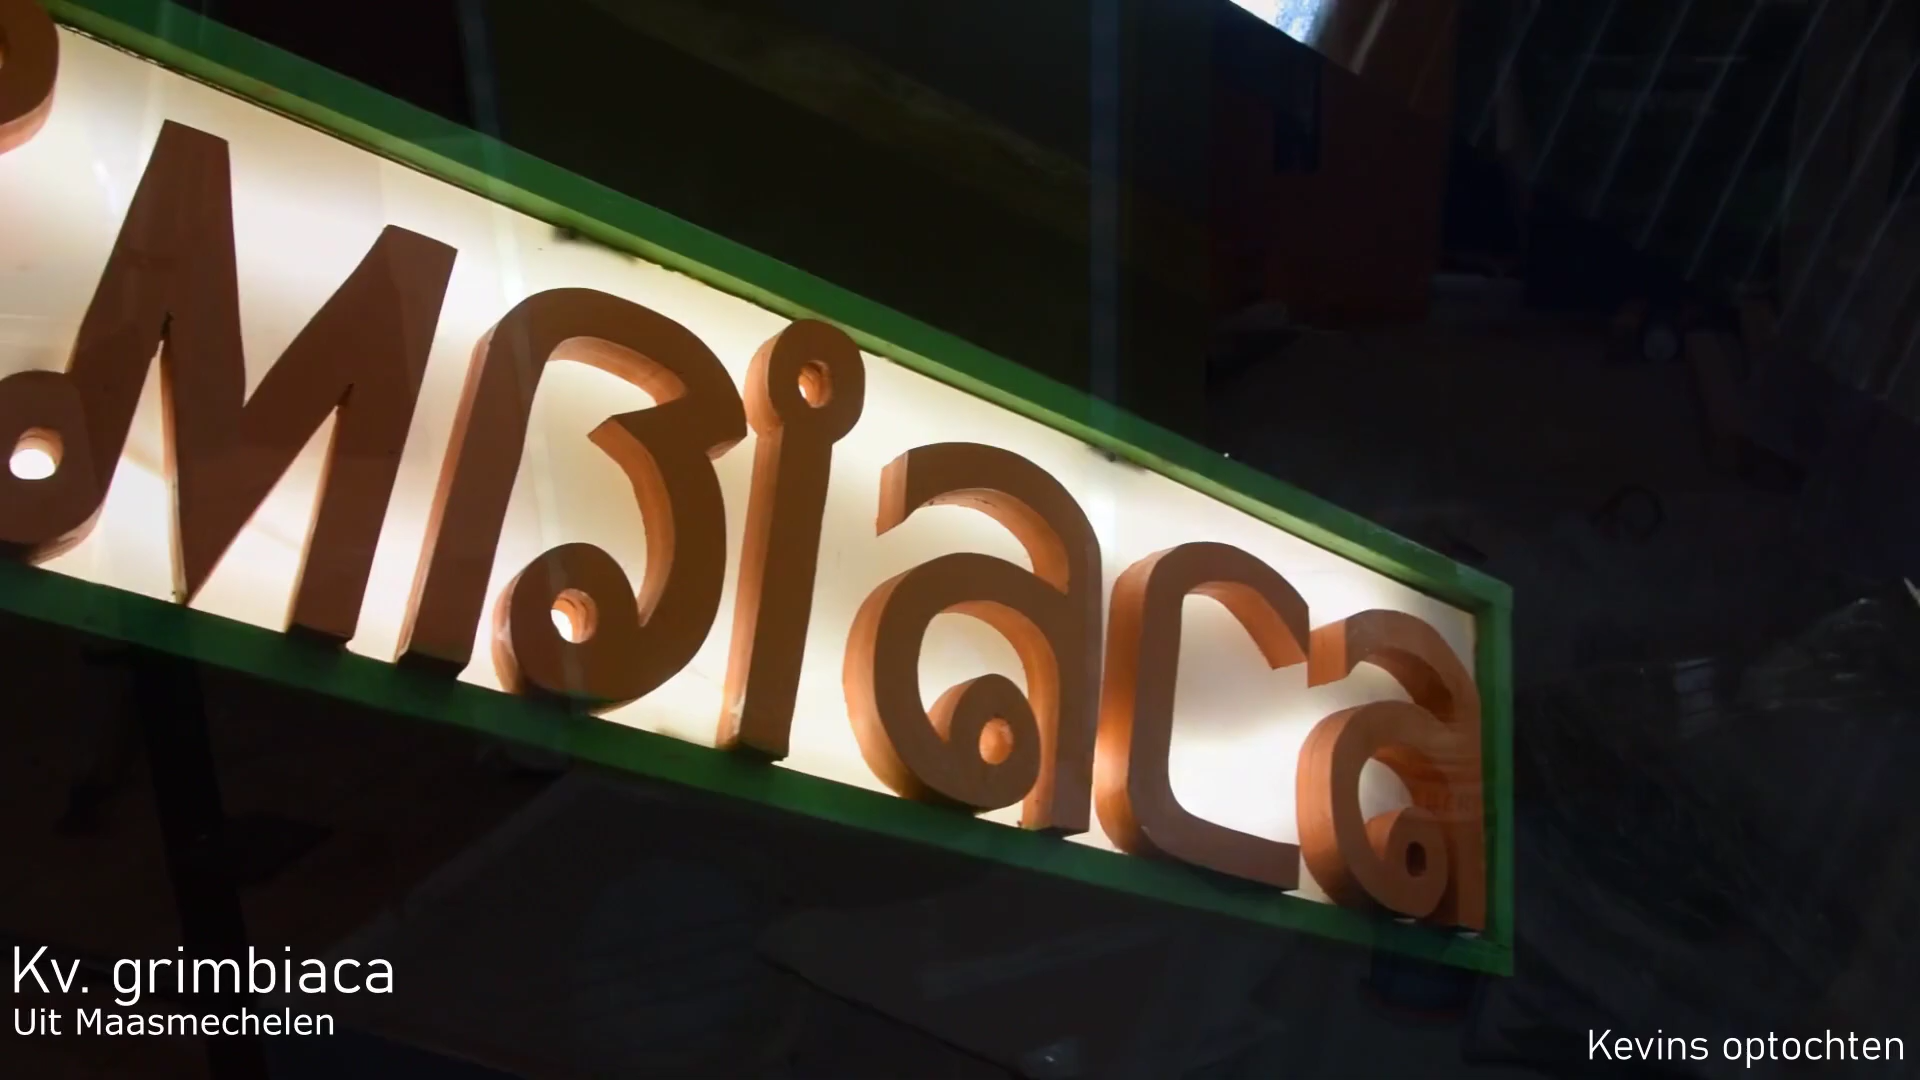 MBiaca
Kv. grimbiaca
Uit Maasmechelen
Kevins optochten